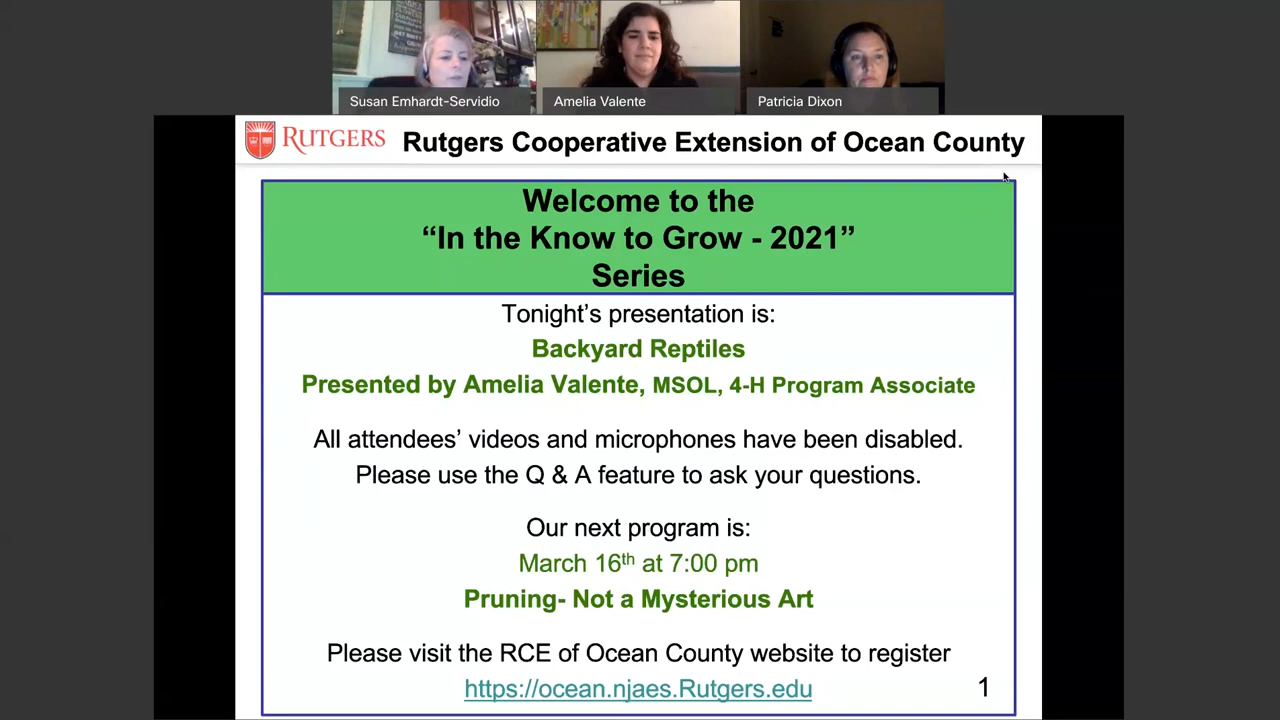 Susan Emhardt-Servidio
Amelia Valente
Patricia Dixon
RUTGERS
Rutgers Cooperative Extension of Ocean County
Welcome to the
“In the Know to Grow - 2021”
Series
Tonight’s presentation is:
Backyard Reptiles
Presented by Amelia Valente, MSOL, 4-H Program Associate
All attendees’ videos and microphones have been disabled.
Please use the Q & A feature to ask your questions.
Our next program is:
March 16th at 7:00 pm
Pruning- Not a Mysterious Art
Please visit the RCE of Ocean County website to register
https://ocean.njaes.Rutgers.edu
1